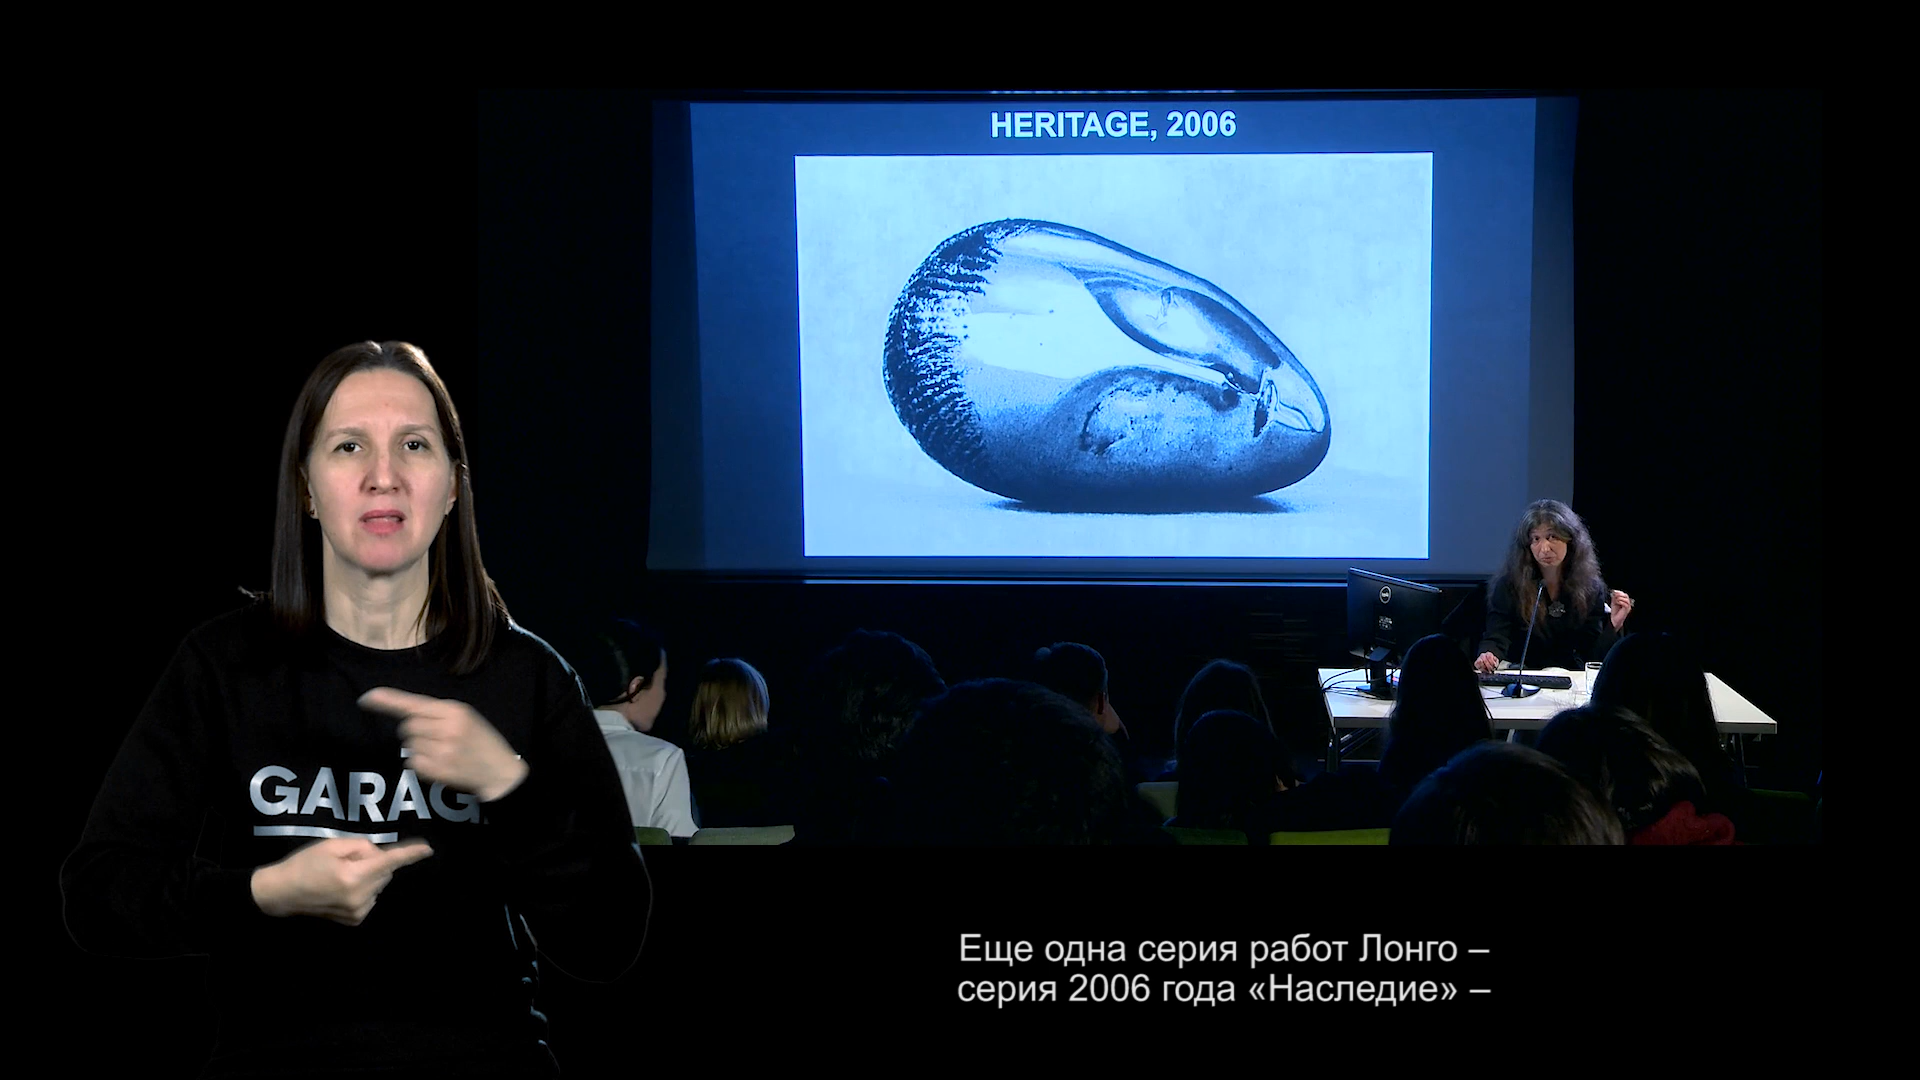 HERITAGE, 2006
GARAG
Еще одна серия работ Лонго –
серия 2006 года «Наследие» –